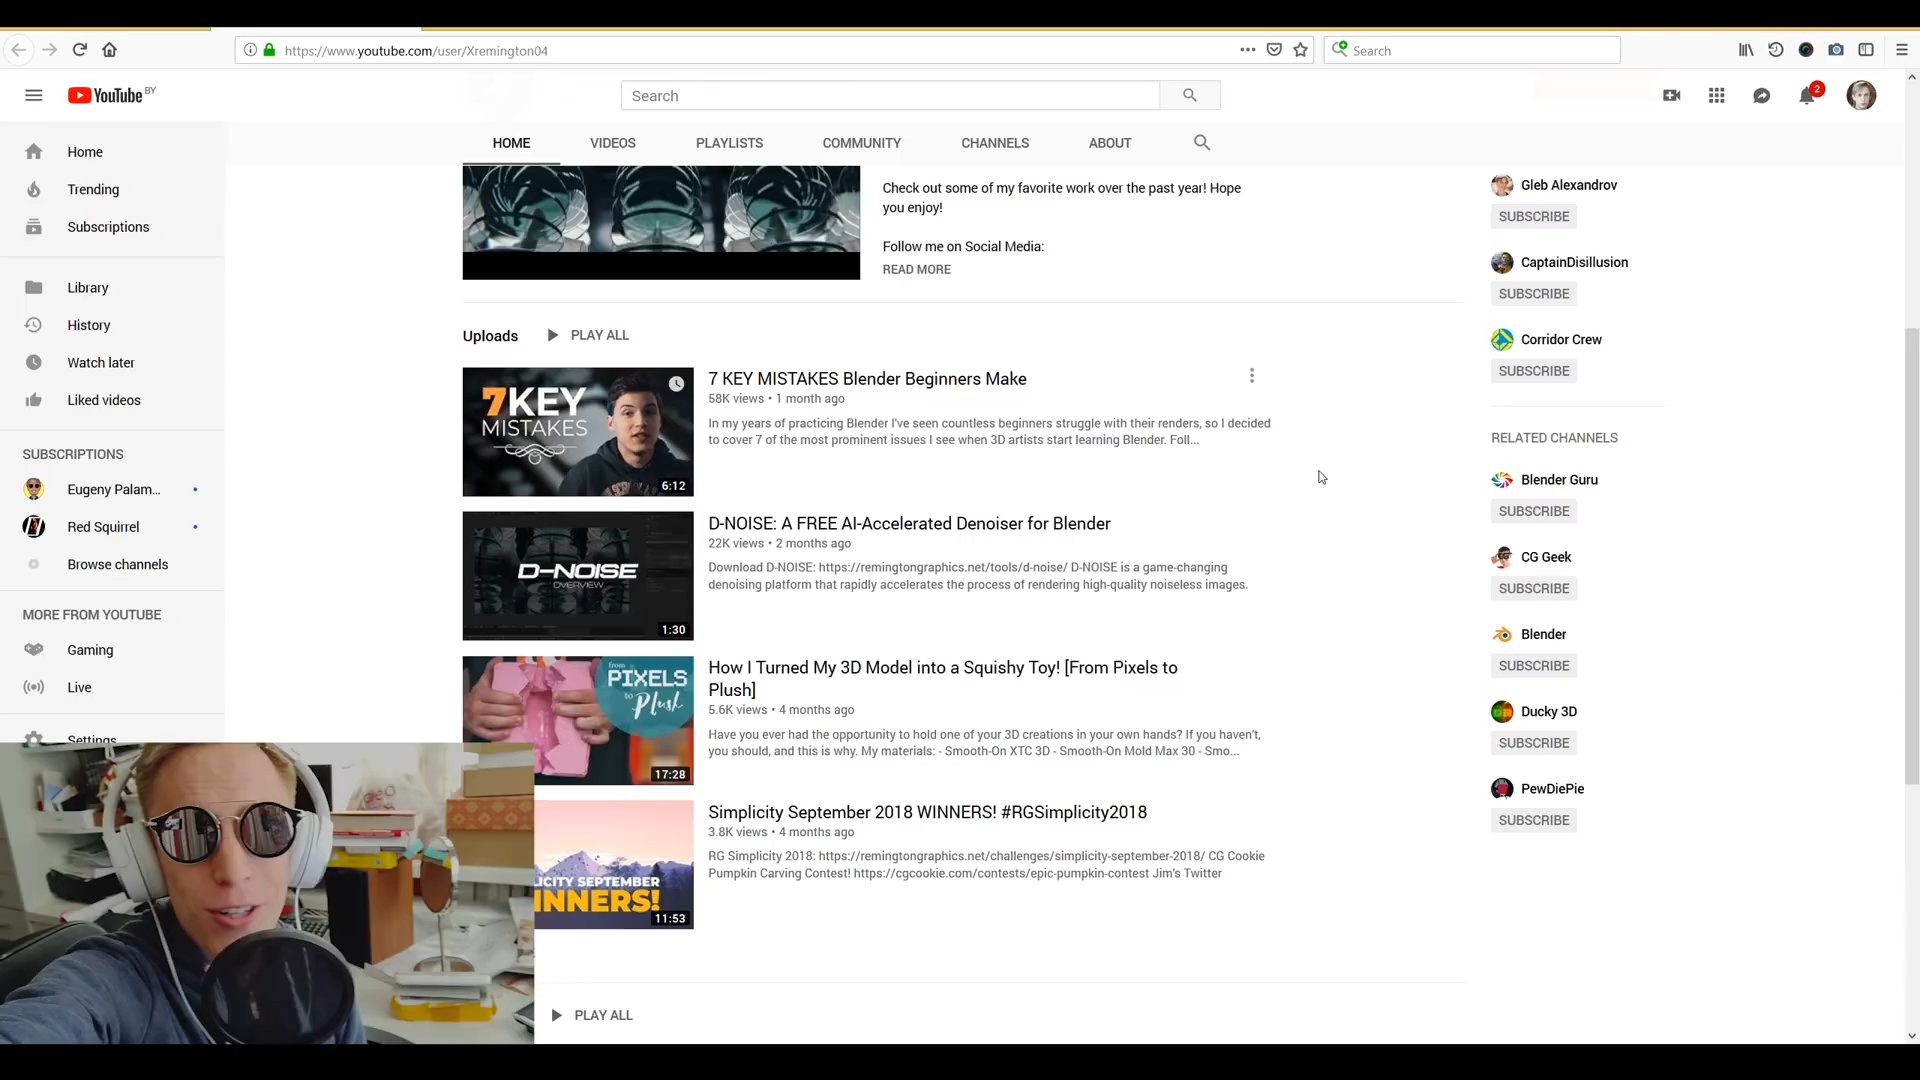 https://www.youtube.com/user/Xremington04
Search
YouTube BY
Search
2
HOME
VIDEOS
PLAYLISTS
COMMUNITY
CHANNELS
ABOUT
Home
Trending
Subscriptions
Library
History
Watch later
Liked videos
SUBSCRIPTIONS
Eugeny Palam...
Red Squirrel
Browse channels
MORE FROM YOUTUBE
Gaming
Live
Settings
Check out some of my favorite work over the past year! Hope
you enjoy!
Follow me on Social Media:
READ MORE
Uploads
PLAY ALL
7 KEY
MISTAKES
6:12
7 KEY MISTAKES Blender Beginners Make
58K views • 1 month ago
In my years of practicing Blender I've seen countless beginners struggle with their renders, so I decided
to cover 7 of the most prominent issues I see when 3D artists start learning Blender. Foll...
D-NOISE
OVERVIEW
1:30
D-NOISE: A FREE AI-Accelerated Denoiser for Blender
22K views • 2 months ago
Download D-NOISE: https://remingtongraphics.net/tools/d-noise/ D-NOISE is a game-changing
denoising platform that rapidly accelerates the process of rendering high-quality noiseless images.
from
PIXELS
to Plush
17:28
How I Turned My 3D Model into a Squishy Toy! [From Pixels to
Plush]
5.6K views • 4 months ago
Have you ever had the opportunity to hold one of your 3D creations in your own hands? If you haven't,
you should, and this is why. My materials: - Smooth-On XTC 3D - Smooth-On Mold Max 30 - Smo...
LICITY SEPTEMBER
INNERS!
11:53
Simplicity September 2018 WINNERS! #RGSimplicity2018
3.8K views • 4 months ago
RG Simplicity 2018: https://remingtongraphics.net/challenges/simplicity-september-2018/ CG Cookie
Pumpkin Carving Contest! https://cgcookie.com/contests/epic-pumpkin-contest Jim's Twitter
PLAY ALL
Gleb Alexandrov
SUBSCRIBE
CaptainDisillusion
SUBSCRIBE
Corridor Crew
SUBSCRIBE
RELATED CHANNELS
Blender Guru
SUBSCRIBE
CG Geek
SUBSCRIBE
Blender
SUBSCRIBE
Ducky 3D
SUBSCRIBE
PewDiePie
SUBSCRIBE